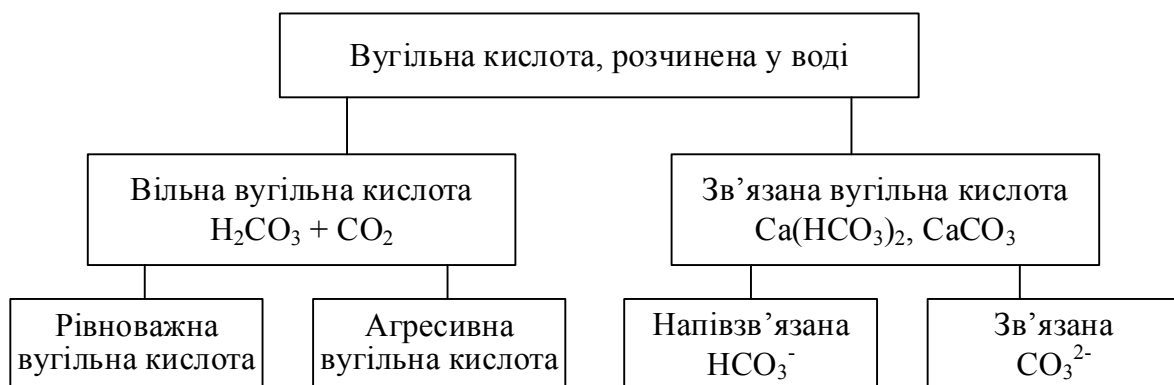 Вугільна кислота, розчинена у воді
Вільна вугільна кислота
H₂CO₃ + CO₂
Зв’язана вугільна кислота
Ca(HCO₃)₂, CaCO₃
Рівноважна
вугільна кислота
Агресивна
вугільна кислота
Напівзв’язана
HCO₃⁻
Зв’язана
CO₃²⁻